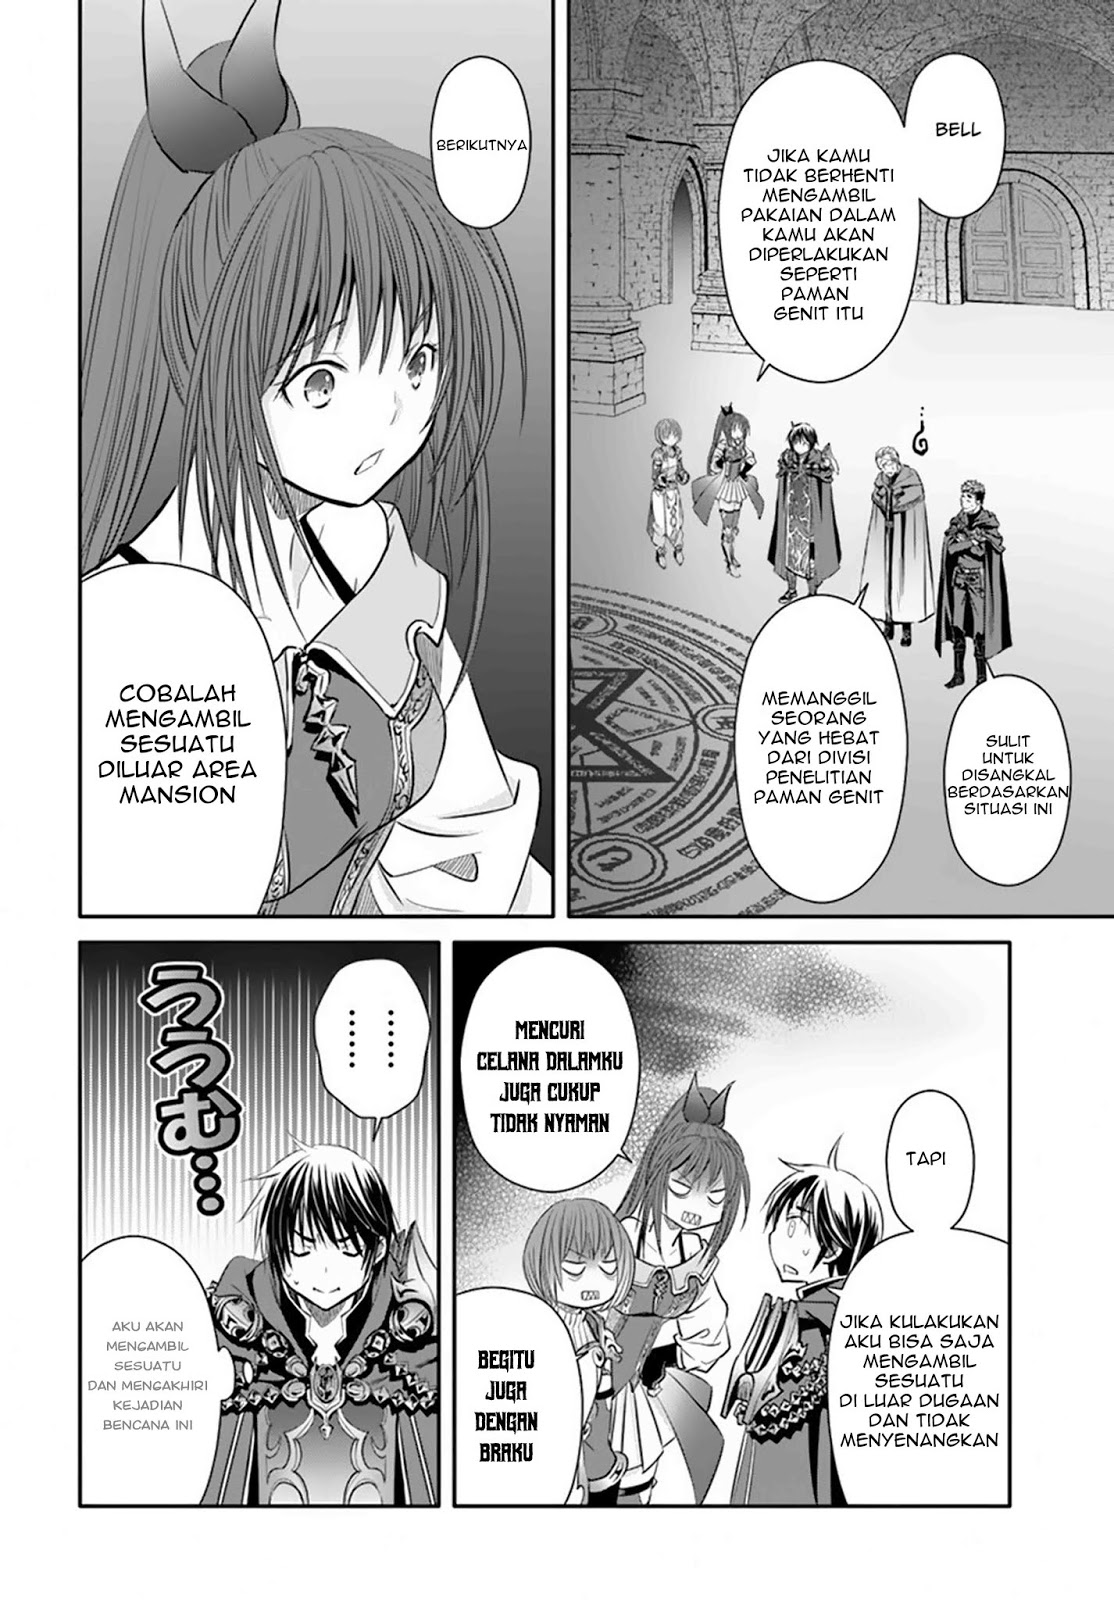 BELL
JIKA KAMU
TIDAK BERHENTI
MENGAMBIL
PAKAIAN DALAM
KAMU AKAN
DIPERLAKUKAN
SEPERTI
PAMAN
GENIT ITU
MEMANGGIL
SEORANG
YANG HEBAT
DARI DIVISI
PENELITIAN
PAMAN GENIT
SULIT
UNTUK
DISANGKAL
BERDASARKAN
SITUASI INI
BERIKUTNYA
COBALAH
MENGAMBIL
SESUATU
DILUAR AREA
MANSION
TAPI
JIKA KULAKUKAN
AKU BISA SAJA
MENGAMBIL
SESUATU
DI LUAR DUGAAN
DAN TIDAK
MENYENANGKAN
MENCURI
CELANA DALAMKU
JUGA CUKUP
TIDAK NYAMAN
BEGITU
JUGA
DENGAN
BRAKU
⋮⋮
ううむ…
AKU AKAN
MENGAMBIL
SESUATU
DAN MENGAKHIRI
KEJADIAN
BENCANA INI